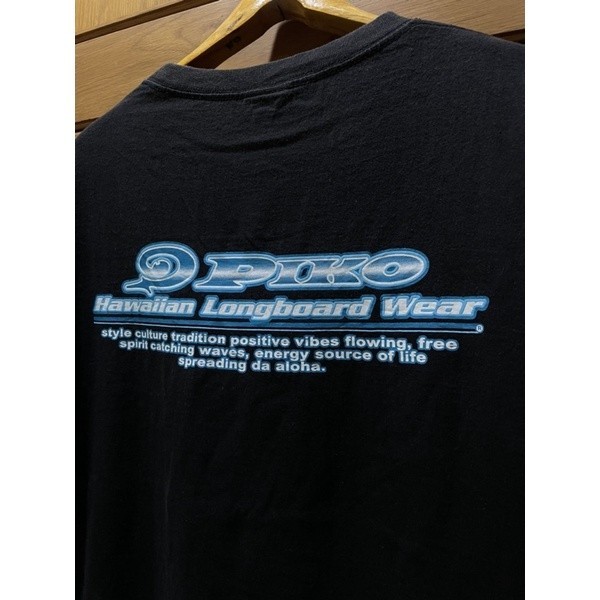 PIKO
Hawaiian Longboard Wear
®
style culture tradition positive vibes flowing, free
spirit catching waves, energy source of life
spreading da aloha.